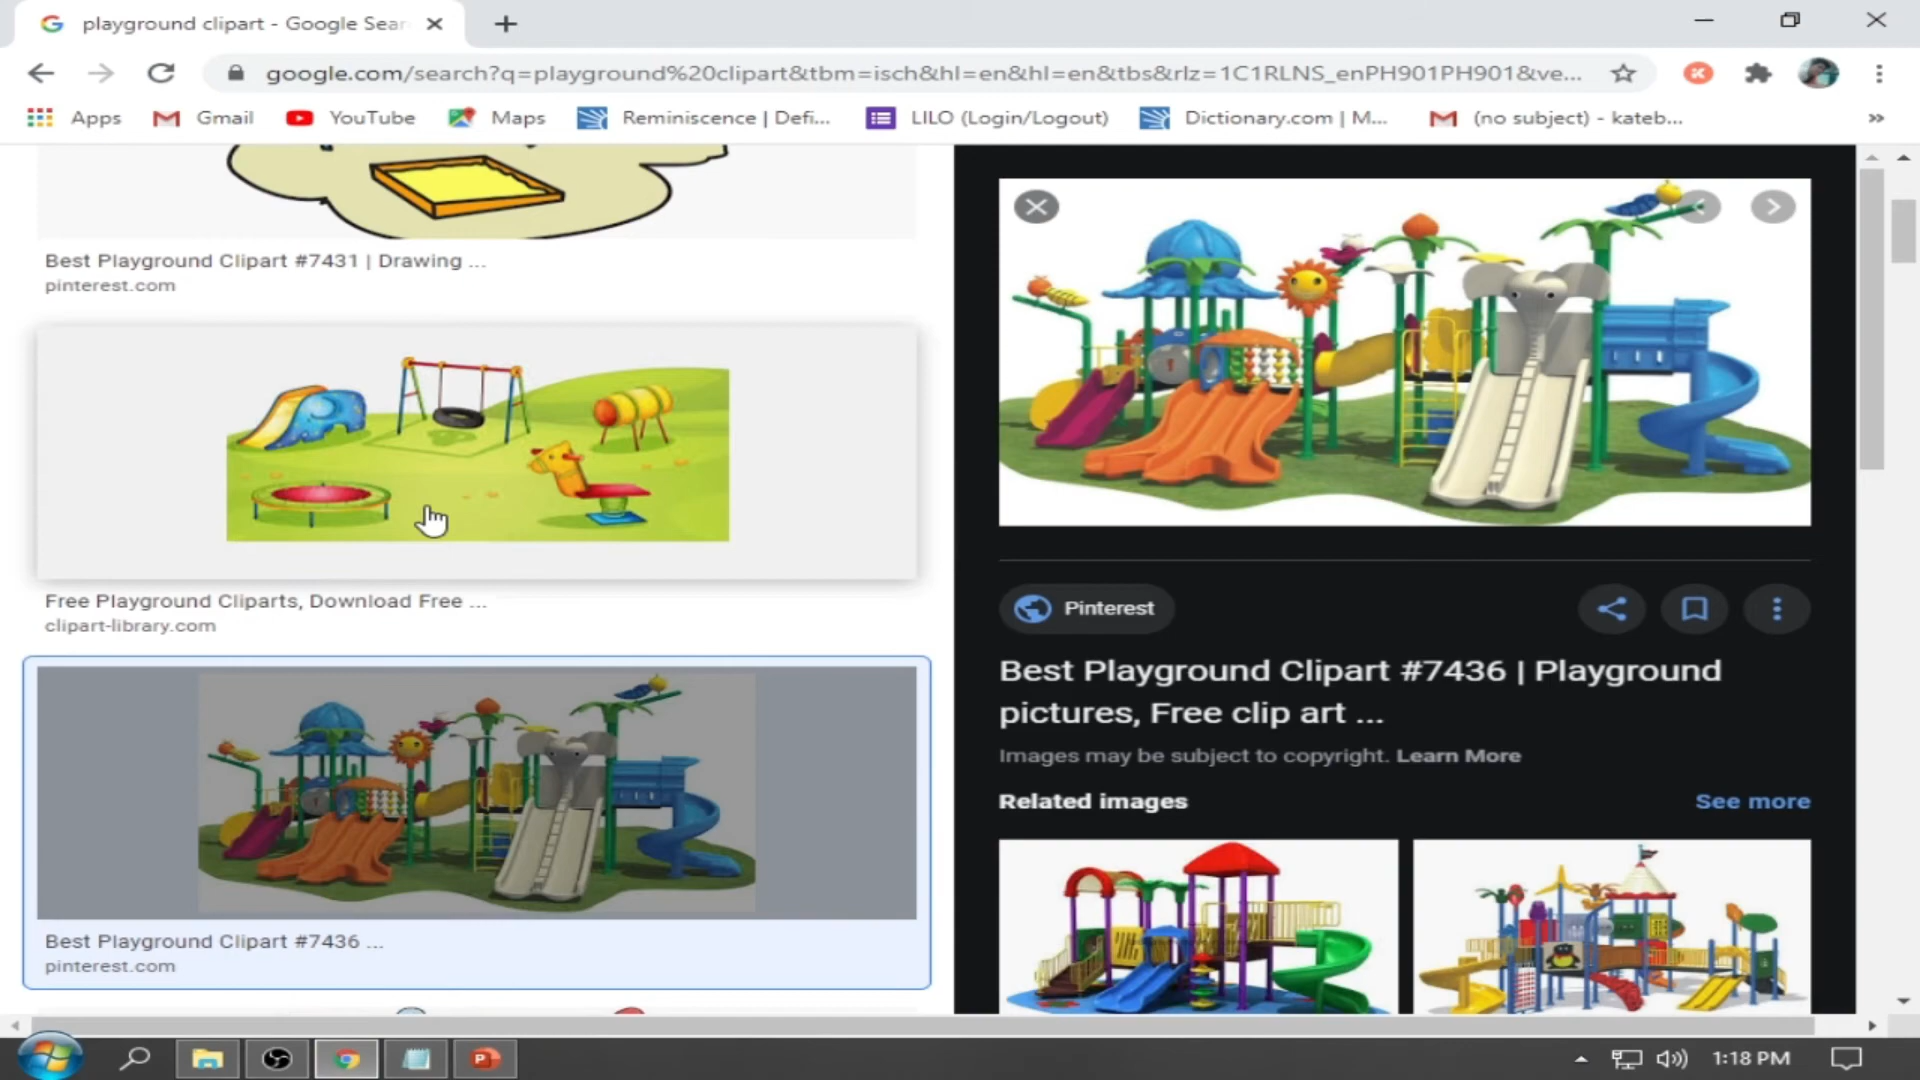 playground clipart - Google Sear
google.com/search?q=playground%20clipart&tbm=isch&hl=en&hl=en&tbs&rlz=1C1RLNS_enPH901PH901&ve...
Apps
Gmail
YouTube
Maps
Reminiscence | Defi...
LILO (Login/Logout)
Dictionary.com | M...
(no subject) - kateb...
Best Playground Clipart #7431 | Drawing ...
pinterest.com
Free Playground Cliparts, Download Free ...
clipart-library.com
Best Playground Clipart #7436 ...
pinterest.com
Pinterest
Best Playground Clipart #7436 | Playground
pictures, Free clip art ...
Images may be subject to copyright. Learn More
Related images
See more
1:18 PM